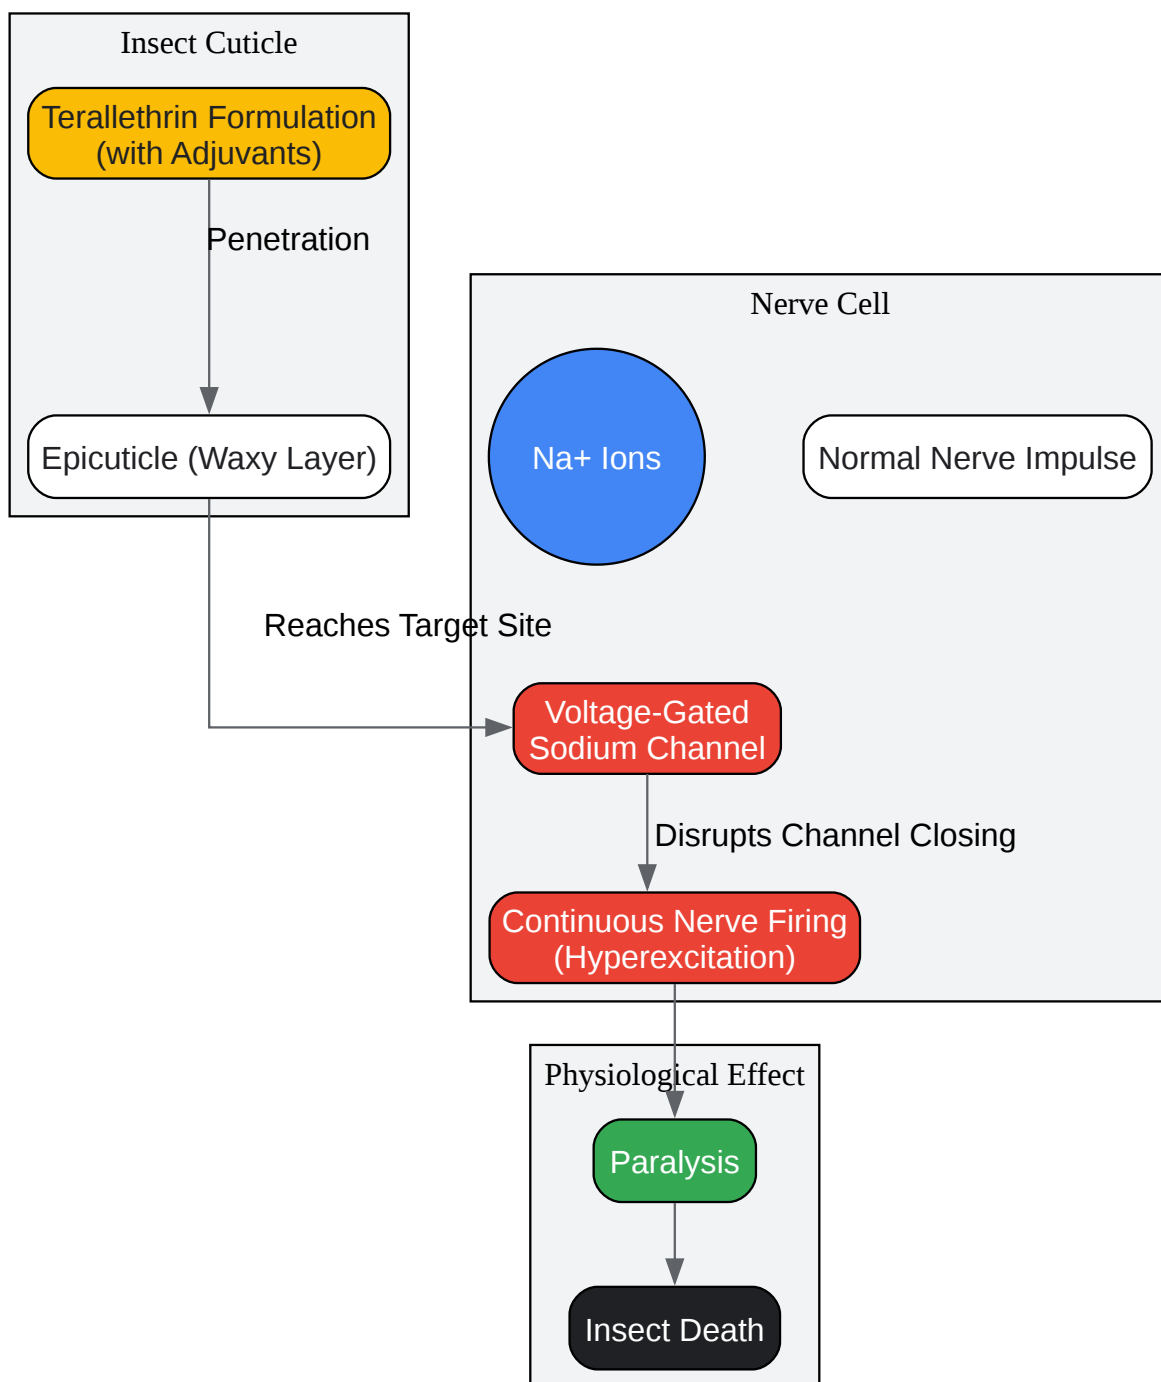 Insect Cuticle
Terallethrin Formulation
(with Adjuvants)
Penetration
Epicuticle (Waxy Layer)
Reaches Target Site
Nerve Cell
Na+ Ions
Normal Nerve Impulse
Voltage-Gated
Sodium Channel
Disrupts Channel Closing
Continuous Nerve Firing
(Hyperexcitation)
Physiological Effect
Paralysis
Insect Death